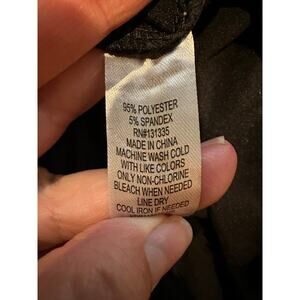 95% POLYESTER
5% SPANDEX
RN#131335
MADE IN CHINA
MACHINE WASH COLD
WITH LIKE COLORS
ONLY NON-CHLORINE
BLEACH WHEN NEEDED
LINE DRY
COOL IRON IF NEEDED